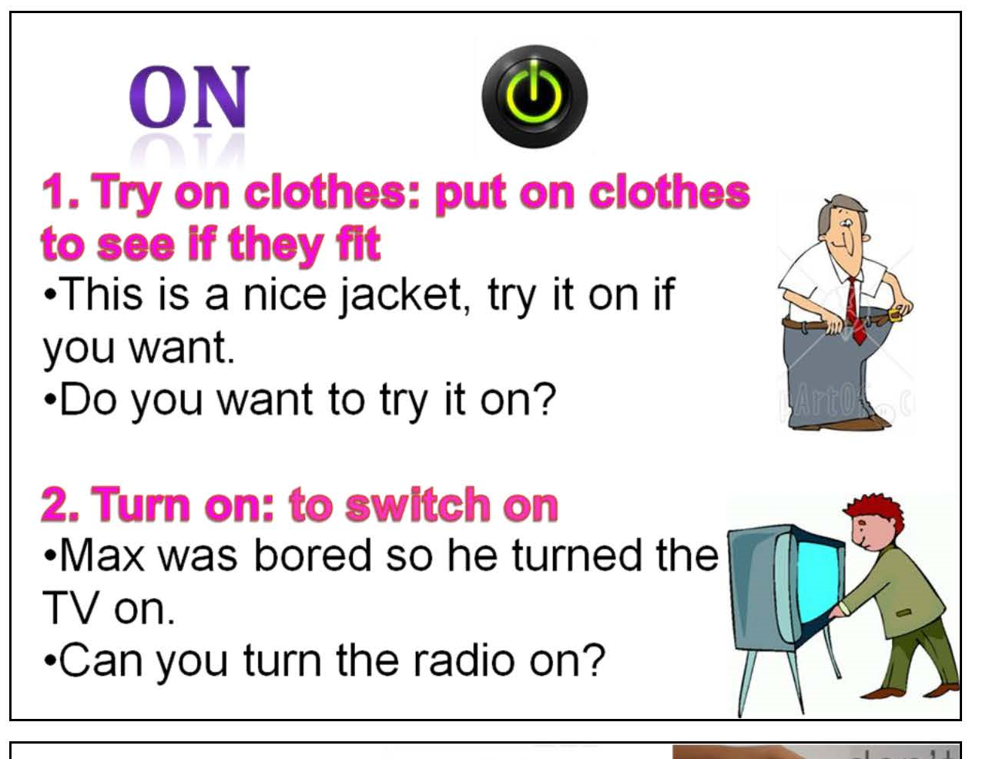 ON
1. Try on clothes: put on clothes
to see if they fit
•This is a nice jacket, try it on if
you want.
•Do you want to try it on?
2. Turn on: to switch on
•Max was bored so he turned the
TV on.
•Can you turn the radio on?